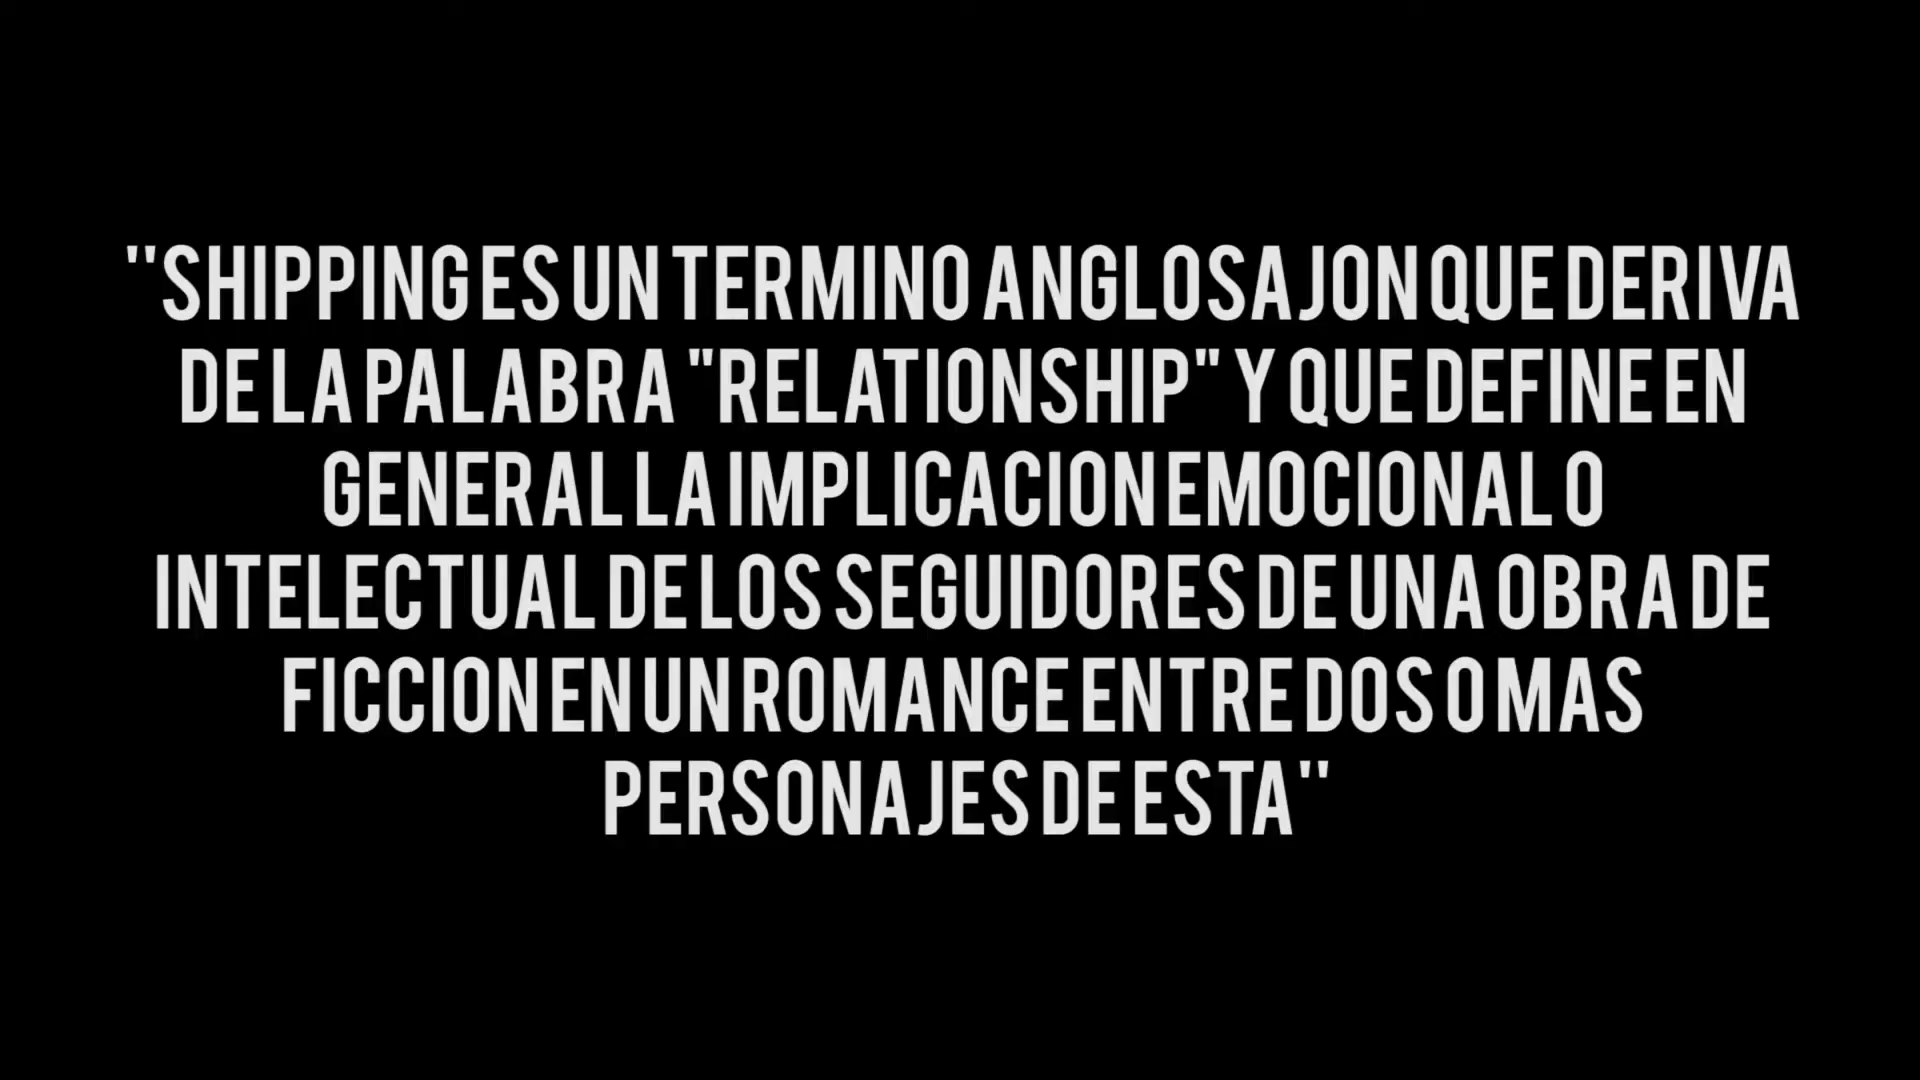 ''SHIPPING ES UN TERMINO ANGLOSAJON QUE DERIVA
DE LA PALABRA "RELATIONSHIP" Y QUE DEFINE EN
GENERAL LA IMPLICACION EMOCIONAL O
INTELECTUAL DE LOS SEGUIDORES DE UNA OBRA DE
FICCION EN UN ROMANCE ENTRE DOS O MAS
PERSONAJES DE ESTA''